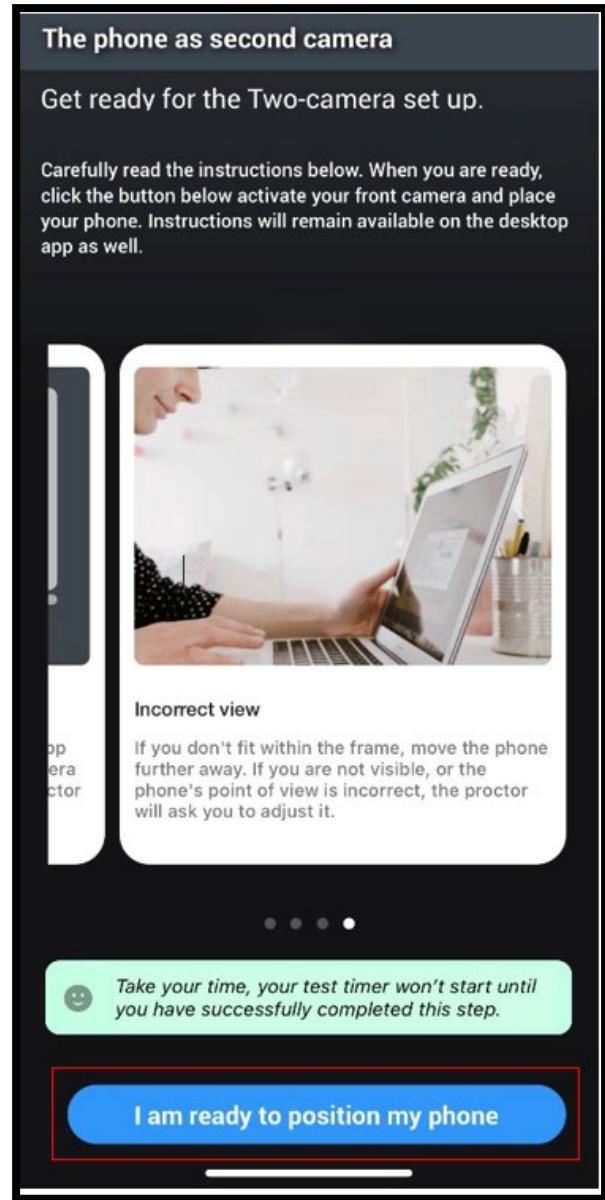 The phone as second camera
Get ready for the Two-camera set up.
Carefully read the instructions below. When you are ready,
click the button below activate your front camera and place
your phone. Instructions will remain available on the desktop
app as well.
Incorrect view
op
era
ctor
If you don't fit within the frame, move the phone
further away. If you are not visible, or the
phone's point of view is incorrect, the proctor
will ask you to adjust it.
Take your time, your test timer won't start until
you have successfully completed this step.
I am ready to position my phone